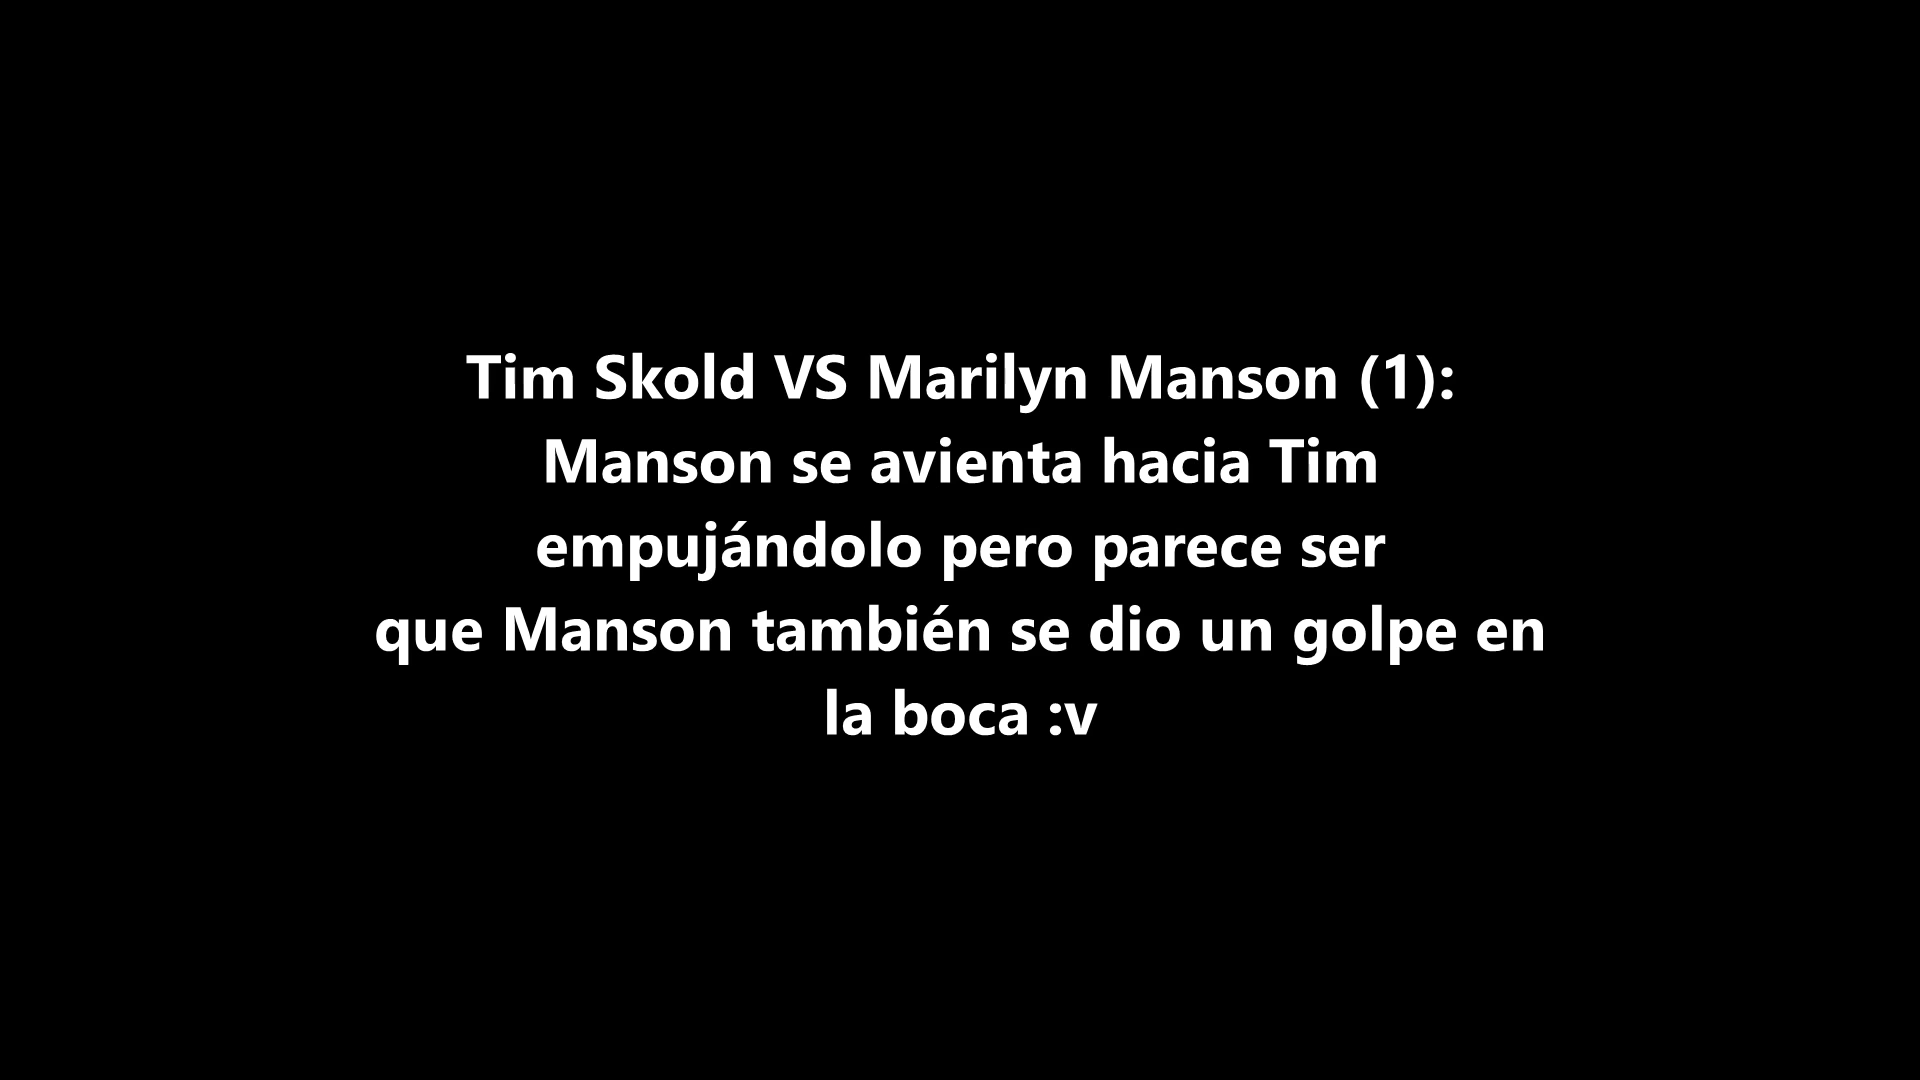 Tim Skold VS Marilyn Manson (1):
Manson se avienta hacia Tim
empujándolo pero parece ser
que Manson también se dio un golpe en
la boca :v